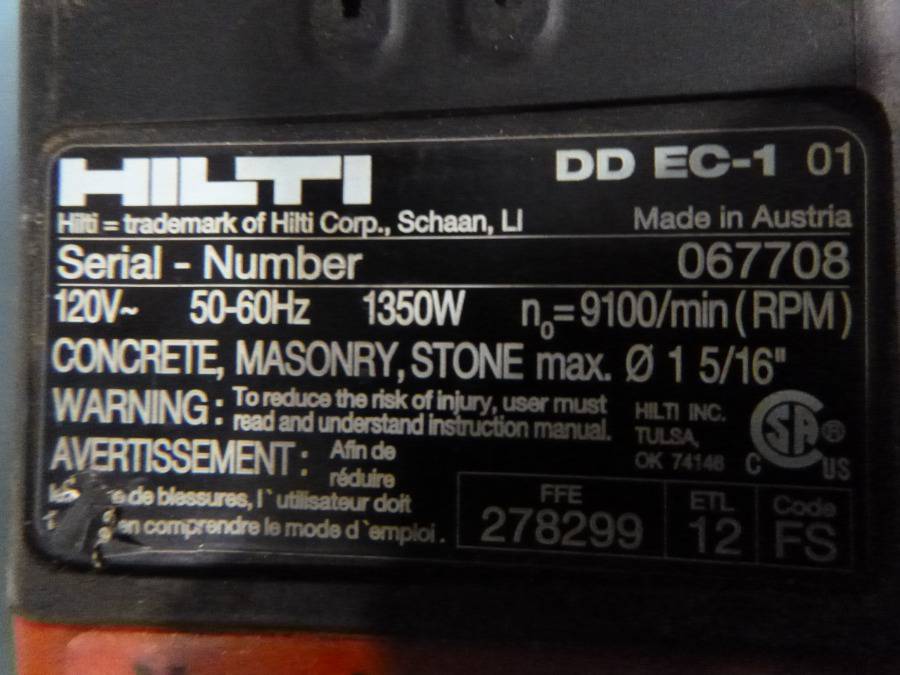 HILTI DD EC-1 01
Hilti = trademark of Hilti Corp., Schaan, LI Made in Austria
Serial - Number 067708
120V~ 50-60Hz 1350W no=9100/min (RPM)
CONCRETE, MASONRY, STONE max. Ø 1 5/16"
WARNING: To reduce the risk of injury, user must
read and understand instruction manual.
HILTI INC.
TULSA,
OK 74146
C SA ® US
AVERTISSEMENT: Afin de
réduire
de blessures, l`utilisateur doit
en comprendre le mode d`emploi.
FFE
278299
ETL
12
Code
FS